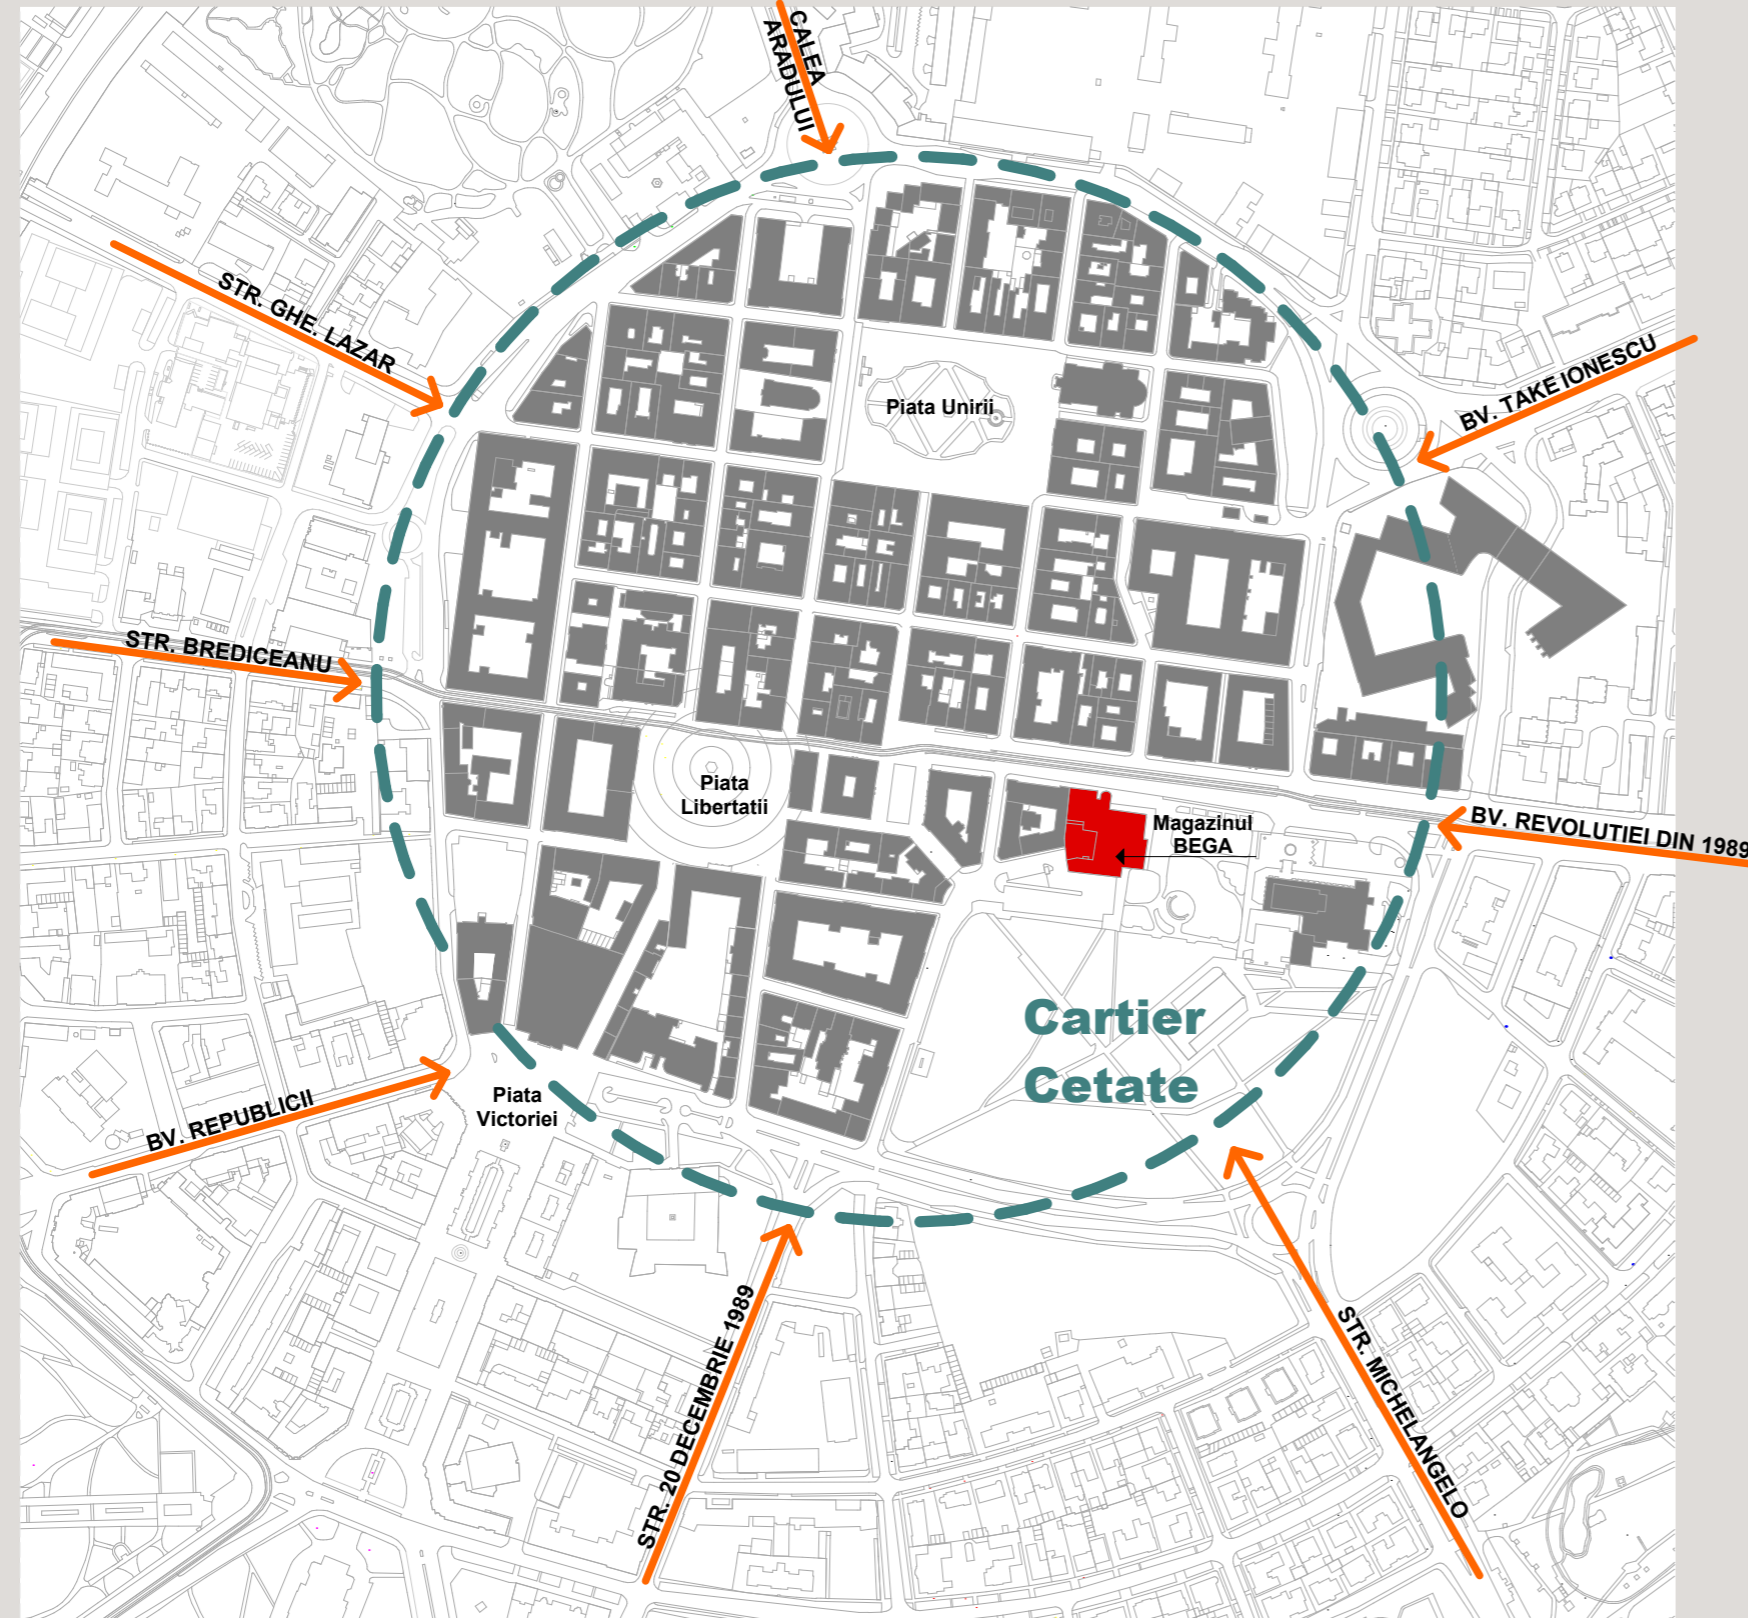 CALEA
ARADULUI
STR. GHE. LAZAR
BV. TAKE IONESCU
Piata Unirii
STR. BREDICEANU
Piata
Libertatii
Magazinul
BEGA
BV. REVOLUTIEI DIN 1989
Cartier
Cetate
Piata
Victoriei
BV. REPUBLICII
STR. 20 DECEMBRIE 1989
STR. MICHELANGELO